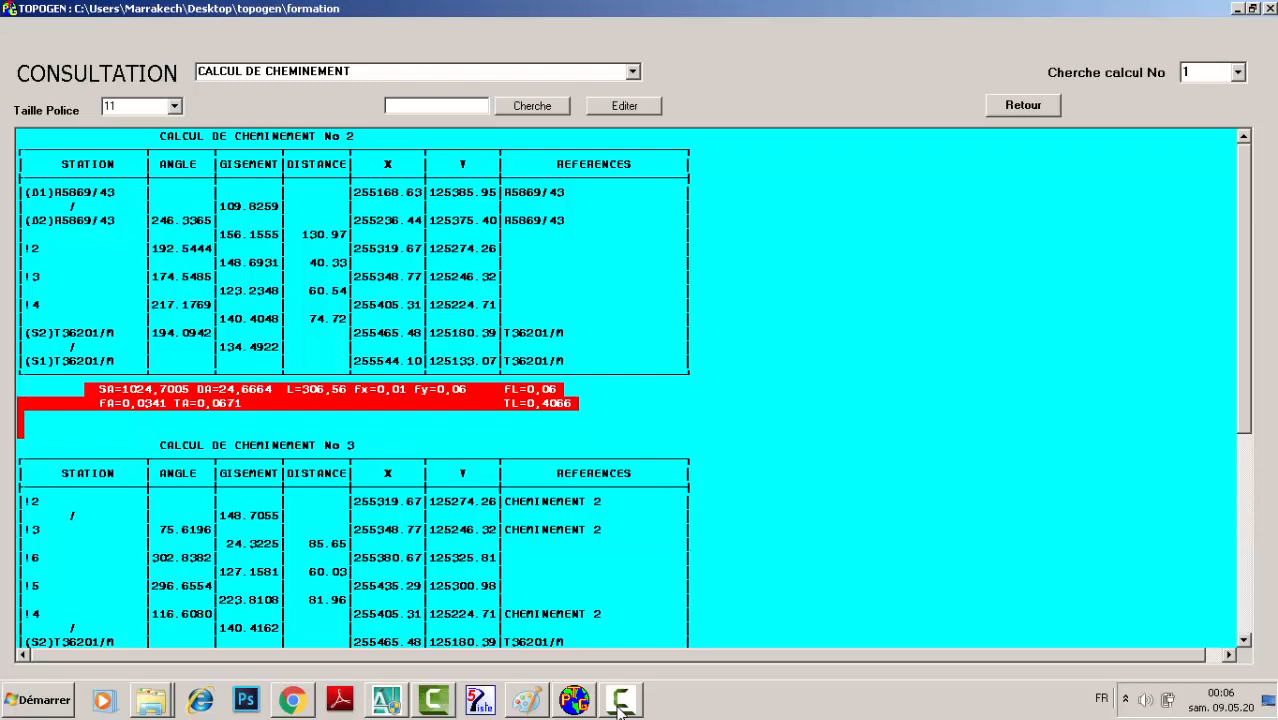 TOPOGEN : C:\Users\Marrakech\Desktop\topogen\formation
CONSULTATION CALCUL DE CHEMINEMENT Cherche calcul No 1
Taille Police 11 Cherche Editer Retour
CALCUL DE CHEMINEMENT No 2
STATION ANGLE GISEMENT DISTANCE X Y REFERENCES
(Δ1)R5869/43 255168.63 125385.95 R5869/43
/ 109.8259
(Δ2)R5869/43 246.3365 255236.44 125375.40 R5869/43
156.1555 130.97
!2 192.5444 255319.67 125274.26
148.6931 40.33
!3 174.5485 255348.77 125246.32
123.2348 60.54
!4 217.1769 255405.31 125224.71
140.4048 74.72
(S2)T36201/M 194.0942 255465.48 125180.39 T36201/M
/ 134.4922
(S1)T36201/M 255544.10 125133.07 T36201/M
SA=1024,7005 DA=24,6664 L=306,56 Fx=0,01 Fy=0,06 FL=0,06
FA=0,0341 TA=0,0671 TL=0,4066
CALCUL DE CHEMINEMENT No 3
STATION ANGLE GISEMENT DISTANCE X Y REFERENCES
!2 255319.67 125274.26 CHEMINEMENT 2
/ 148.7055
!3 75.6196 255348.77 125246.32 CHEMINEMENT 2
24.3225 85.65
!6 302.8382 255380.67 125325.81
127.1581 60.03
!5 296.6554 255435.29 125300.98
223.8108 81.96
!4 116.6080 255405.31 125224.71 CHEMINEMENT 2
/ 140.4162
(S2)T36201/M 255465.48 125180.39 T36201/M
Démarrer FR 00:06
sam. 09.05.20